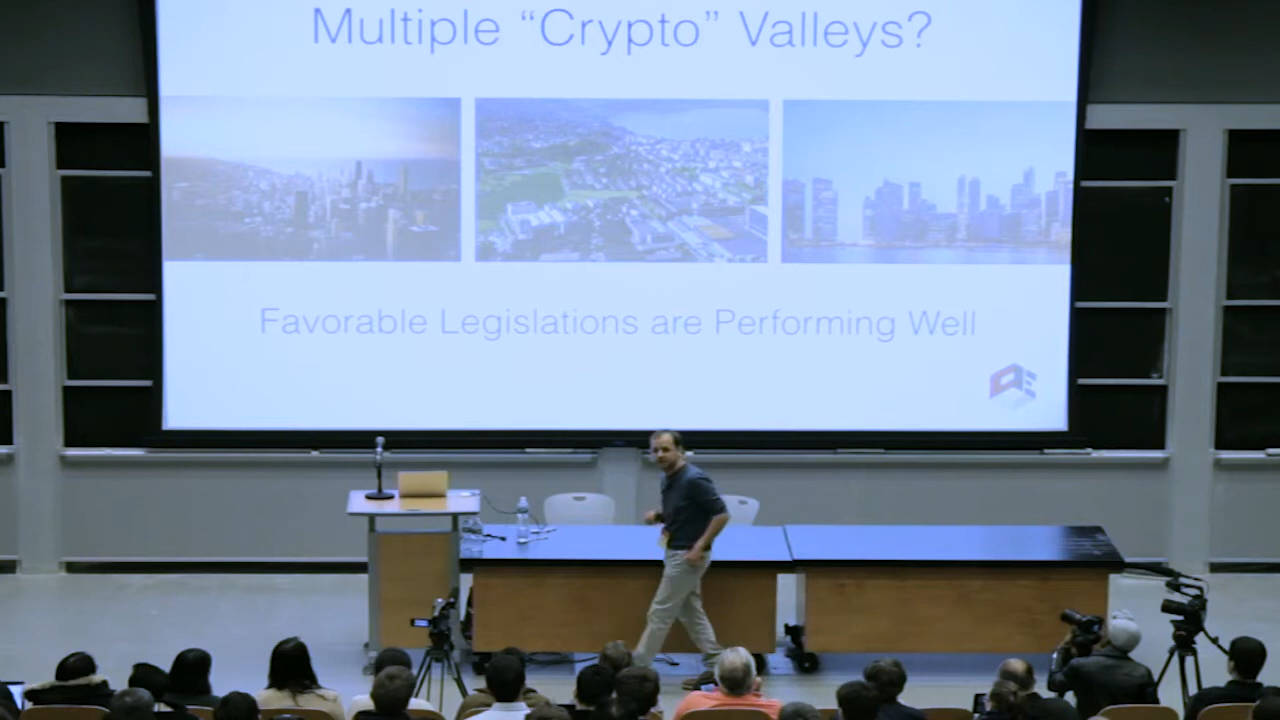 Multiple “Crypto” Valleys?
Favorable Legislations are Performing Well